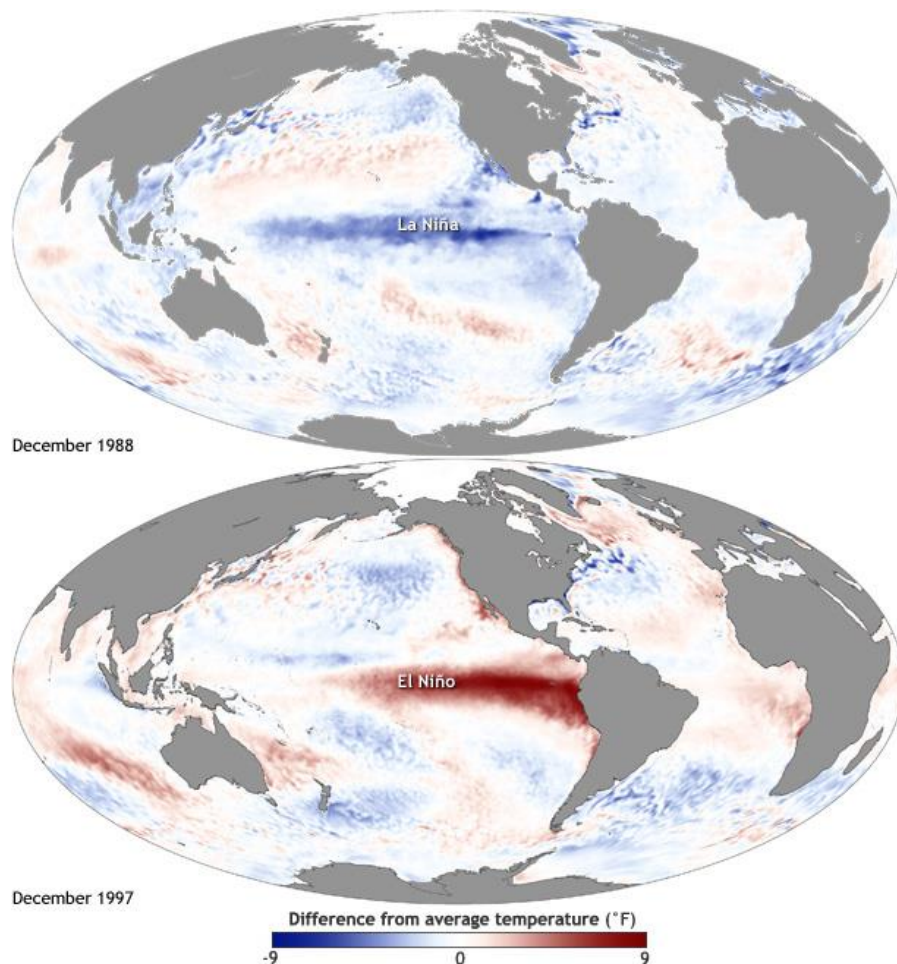 La Niña
December 1988
El Niño
December 1997
Difference from average temperature (°F)
-9 0 9